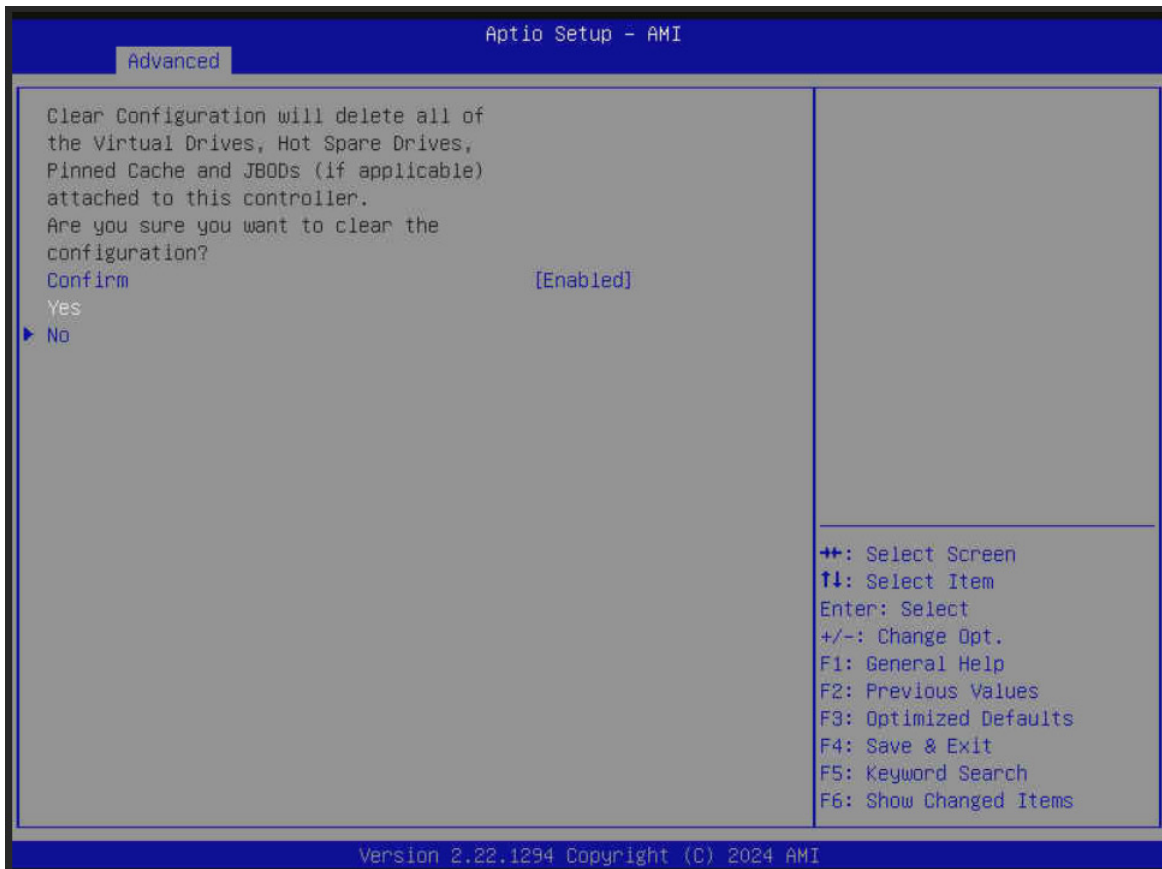 Aptio Setup – AMI
Advanced
Clear Configuration will delete all of
the Virtual Drives, Hot Spare Drives,
Pinned Cache and JBODs (if applicable)
attached to this controller.
Are you sure you want to clear the
configuration?
Confirm [Enabled]
Yes
▶ No
→←: Select Screen
↑↓: Select Item
Enter: Select
+/-: Change Opt.
F1: General Help
F2: Previous Values
F3: Optimized Defaults
F4: Save & Exit
F5: Keyword Search
F6: Show Changed Items
Version 2.22.1294 Copyright (C) 2024 AMI